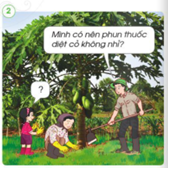 2
Mình có nên phun thuốc
diệt cỏ không nhỉ?
?